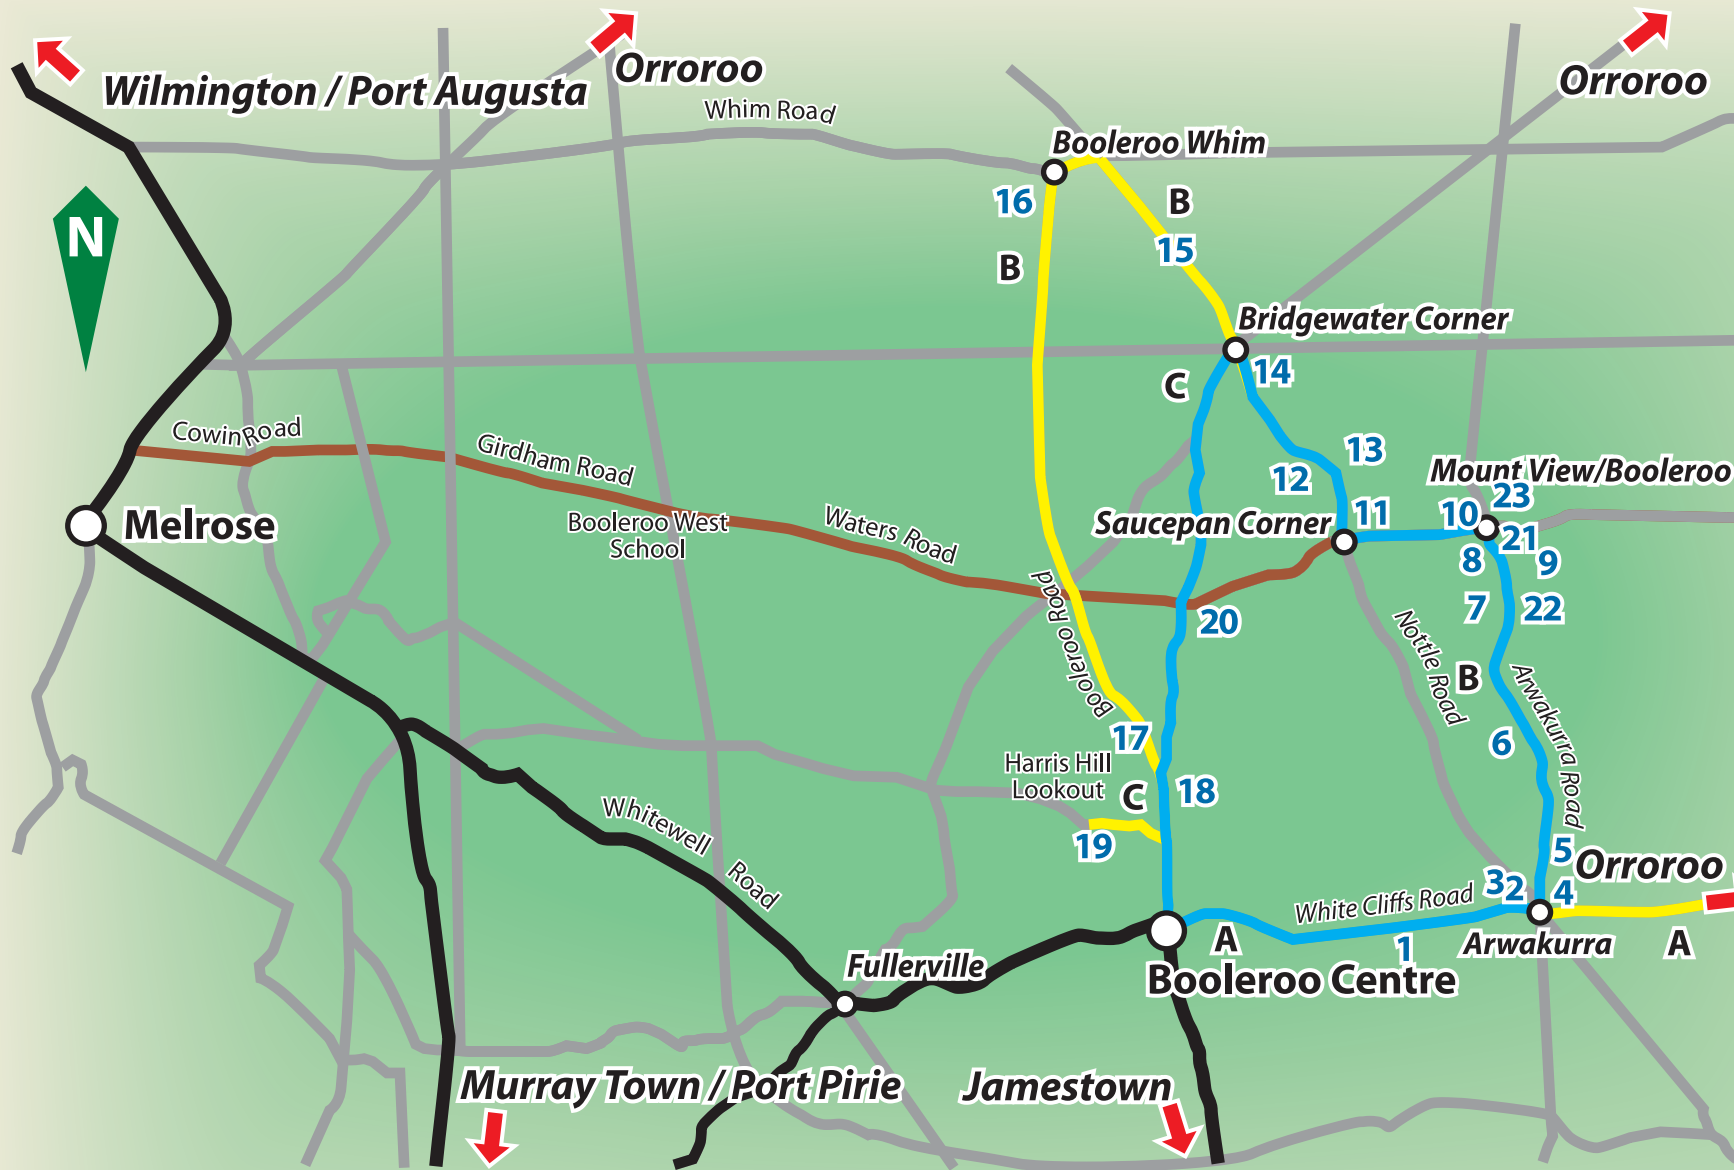 Wilmington / Port Augusta
Orroroo
Orroroo
Whim Road
Booleroo Whim
16
B
15
B
N
Bridgewater Corner
14
C
Cowin Road
Girdham Road
13
12
Mount View/Booleroo
23
Melrose
Booleroo West
School
Waters Road
Saucepan Corner
11
10
21
8
9
7
22
20
Booleroo Road
Nottle Road
B
Arwakurra Road
6
17
Harris Hill
Lookout
C
18
19
Whitewell Road
5
Orroroo
3
2
4
White Cliffs Road
A
1
Arwakurra
A
Fullerville
Booleroo Centre
Murray Town / Port Pirie
Jamestown